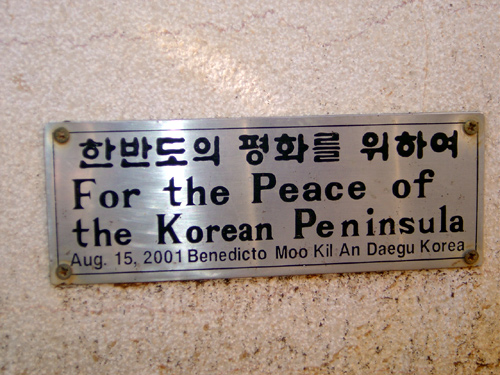 한반도의 평화를 위하여
For the Peace of
the Korean Peninsula
Aug. 15, 2001 Benedicto Moo Kil An Daegu Korea